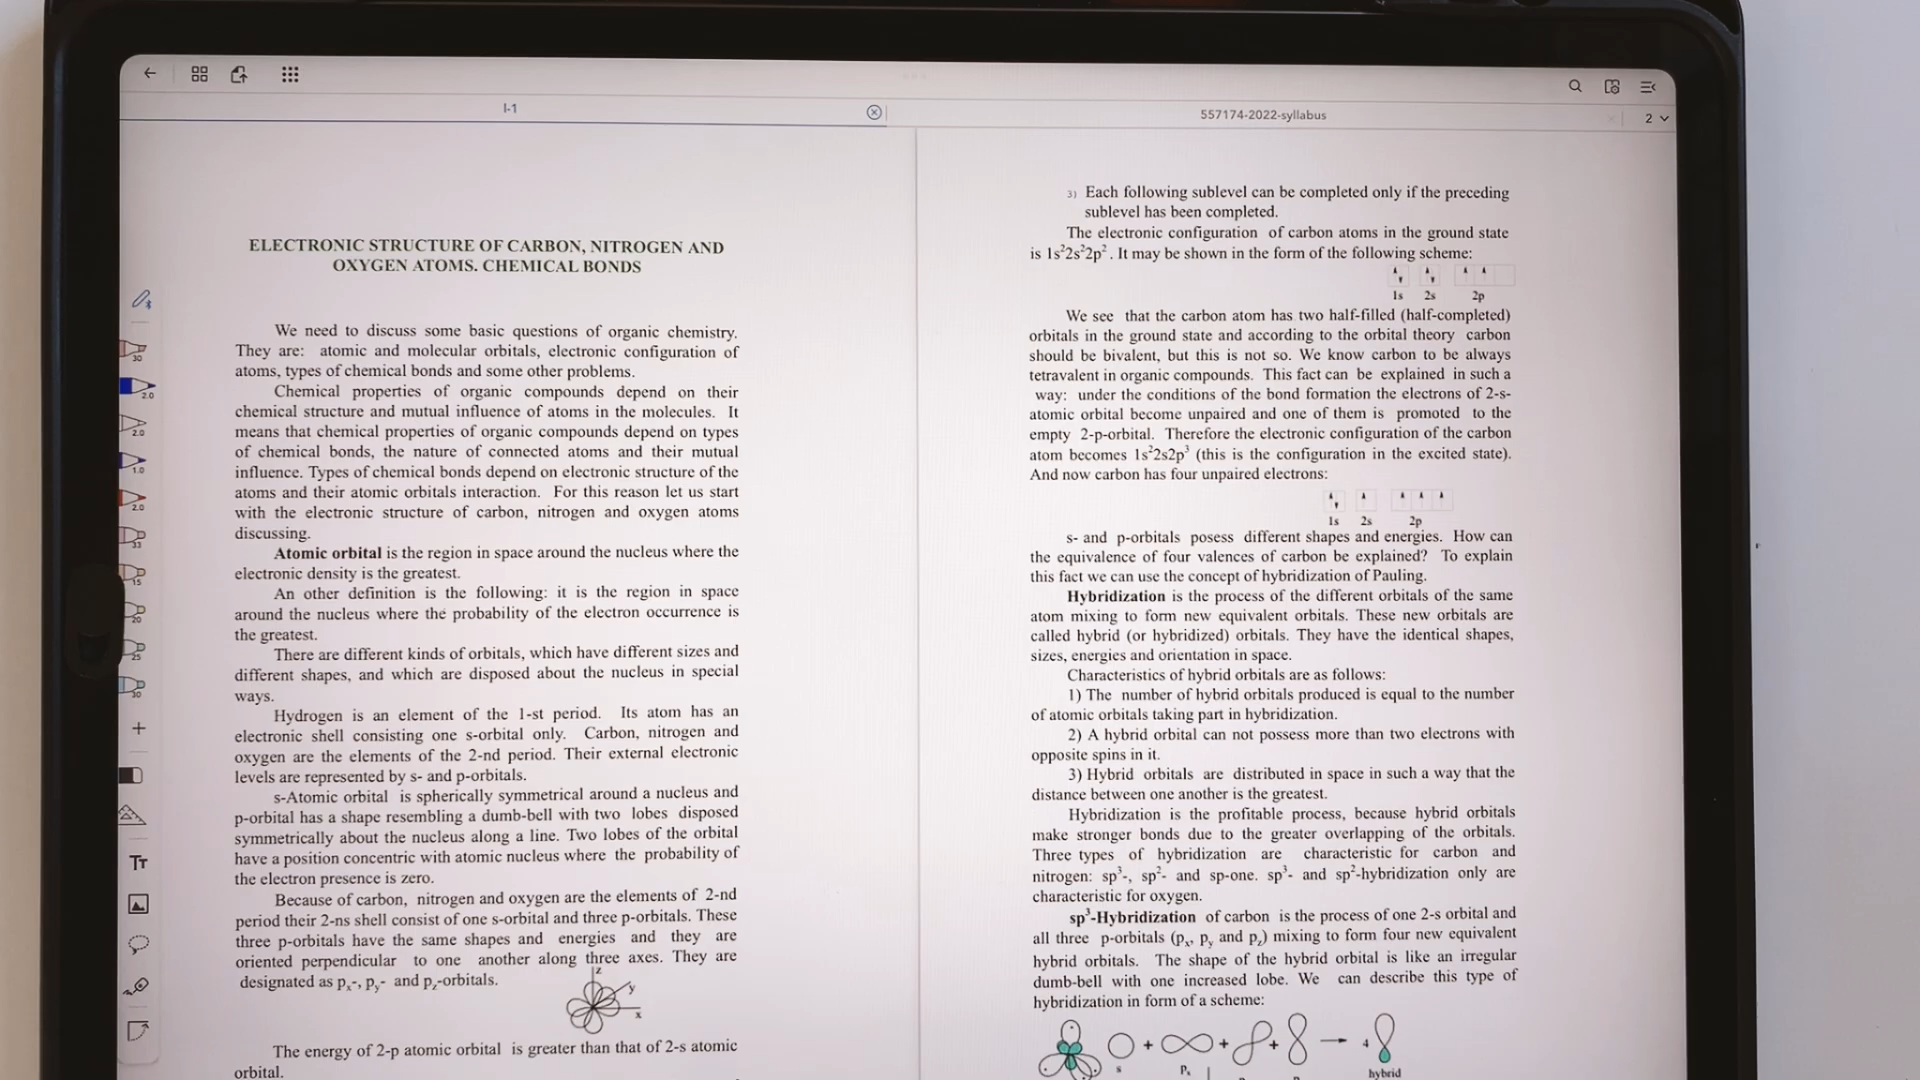 I-1
557174-2022-syllabus
2
30
2.0
2.0
1.0
2.0
33
15
20
25
30
TT
ELECTRONIC STRUCTURE OF CARBON, NITROGEN AND
OXYGEN ATOMS. CHEMICAL BONDS
We need to discuss some basic questions of organic chemistry.
They are: atomic and molecular orbitals, electronic configuration of
atoms, types of chemical bonds and some other problems.
Chemical properties of organic compounds depend on their
chemical structure and mutual influence of atoms in the molecules. It
means that chemical properties of organic compounds depend on types
of chemical bonds, the nature of connected atoms and their mutual
influence. Types of chemical bonds depend on electronic structure of the
atoms and their atomic orbitals interaction. For this reason let us start
with the electronic structure of carbon, nitrogen and oxygen atoms
discussing.
Atomic orbital is the region in space around the nucleus where the
electronic density is the greatest.
An other definition is the following: it is the region in space
around the nucleus where the probability of the electron occurrence is
the greatest.
There are different kinds of orbitals, which have different sizes and
different shapes, and which are disposed about the nucleus in special
ways.
Hydrogen is an element of the 1-st period. Its atom has an
electronic shell consisting one s-orbital only. Carbon, nitrogen and
oxygen are the elements of the 2-nd period. Their external electronic
levels are represented by s- and p-orbitals.
s-Atomic orbital is spherically symmetrical around a nucleus and
p-orbital has a shape resembling a dumb-bell with two lobes disposed
symmetrically about the nucleus along a line. Two lobes of the orbital
have a position concentric with atomic nucleus where the probability of
the electron presence is zero.
Because of carbon, nitrogen and oxygen are the elements of 2-nd
period their 2-ns shell consist of one s-orbital and three p-orbitals. These
three p-orbitals have the same shapes and energies and they are
oriented perpendicular to one another along three axes. They are
designated as pₓ-, p_y- and p_z-orbitals.
z
y
x
The energy of 2-p atomic orbital is greater than that of 2-s atomic
orbital.
3) Each following sublevel can be completed only if the preceding
sublevel has been completed.
The electronic configuration of carbon atoms in the ground state
is 1s²2s²2p². It may be shown in the form of the following scheme:
1s 2s 2p
We see that the carbon atom has two half-filled (half-completed)
orbitals in the ground state and according to the orbital theory carbon
should be bivalent, but this is not so. We know carbon to be always
tetravalent in organic compounds. This fact can be explained in such a
way: under the conditions of the bond formation the electrons of 2-s-
atomic orbital become unpaired and one of them is promoted to the
empty 2-p-orbital. Therefore the electronic configuration of the carbon
atom becomes 1s²2s2p³ (this is the configuration in the excited state).
And now carbon has four unpaired electrons:
1s 2s 2p
s- and p-orbitals posess different shapes and energies. How can
the equivalence of four valences of carbon be explained? To explain
this fact we can use the concept of hybridization of Pauling.
Hybridization is the process of the different orbitals of the same
atom mixing to form new equivalent orbitals. These new orbitals are
called hybrid (or hybridized) orbitals. They have the identical shapes,
sizes, energies and orientation in space.
Characteristics of hybrid orbitals are as follows:
1) The number of hybrid orbitals produced is equal to the number
of atomic orbitals taking part in hybridization.
2) A hybrid orbital can not possess more than two electrons with
opposite spins in it.
3) Hybrid orbitals are distributed in space in such a way that the
distance between one another is the greatest.
Hybridization is the profitable process, because hybrid orbitals
make stronger bonds due to the greater overlapping of the orbitals.
Three types of hybridization are characteristic for carbon and
nitrogen: sp³-, sp²- and sp-one. sp³- and sp²-hybridization only are
characteristic for oxygen.
sp³-Hybridization of carbon is the process of one 2-s orbital and
all three p-orbitals (pₓ, p_y and p_z) mixing to form four new equivalent
hybrid orbitals. The shape of the hybrid orbital is like an irregular
dumb-bell with one increased lobe. We can describe this type of
hybridization in form of a scheme:
+ + + → 4
s pₓ hybrid